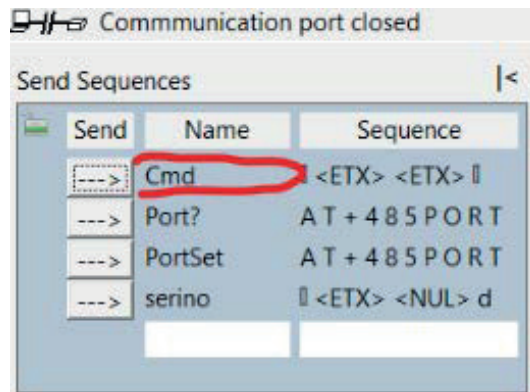 Commmunication port closed
Send Sequences |<
Send Name Sequence
---> Cmd ▯ <ETX> <ETX> ▯
---> Port? A T + 4 8 5 P O R T
---> PortSet A T + 4 8 5 P O R T
---> serino ▯ <ETX> <NUL> d